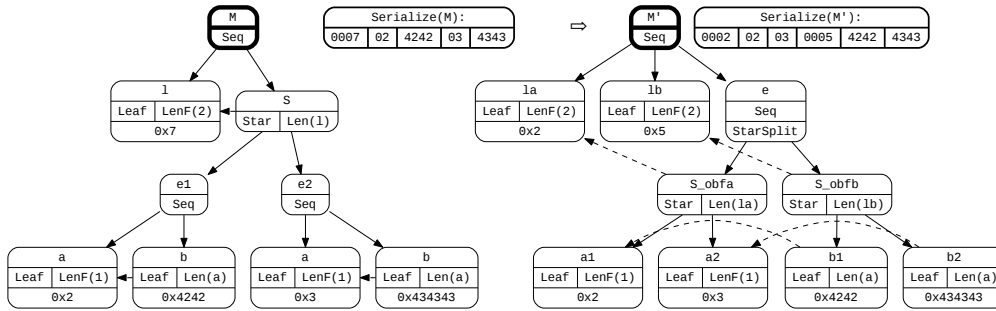 M
Seq
Serialize(M):
0007 02 4242 03 4343
⇨
M'
Seq
Serialize(M'):
0002 02 03 0005 4242 4343
l
Leaf LenF(2)
0x7
S
Star Len(l)
la
Leaf LenF(2)
0x2
lb
Leaf LenF(2)
0x5
e
Seq
StarSplit
e1
Seq
e2
Seq
S_obfa
Star Len(la)
S_obfb
Star Len(lb)
a
Leaf LenF(1)
0x2
b
Leaf Len(a)
0x4242
a
Leaf LenF(1)
0x3
b
Leaf Len(a)
0x434343
a1
Leaf LenF(1)
0x2
a2
Leaf LenF(1)
0x3
b1
Leaf Len(a)
0x4242
b2
Leaf Len(a)
0x434343